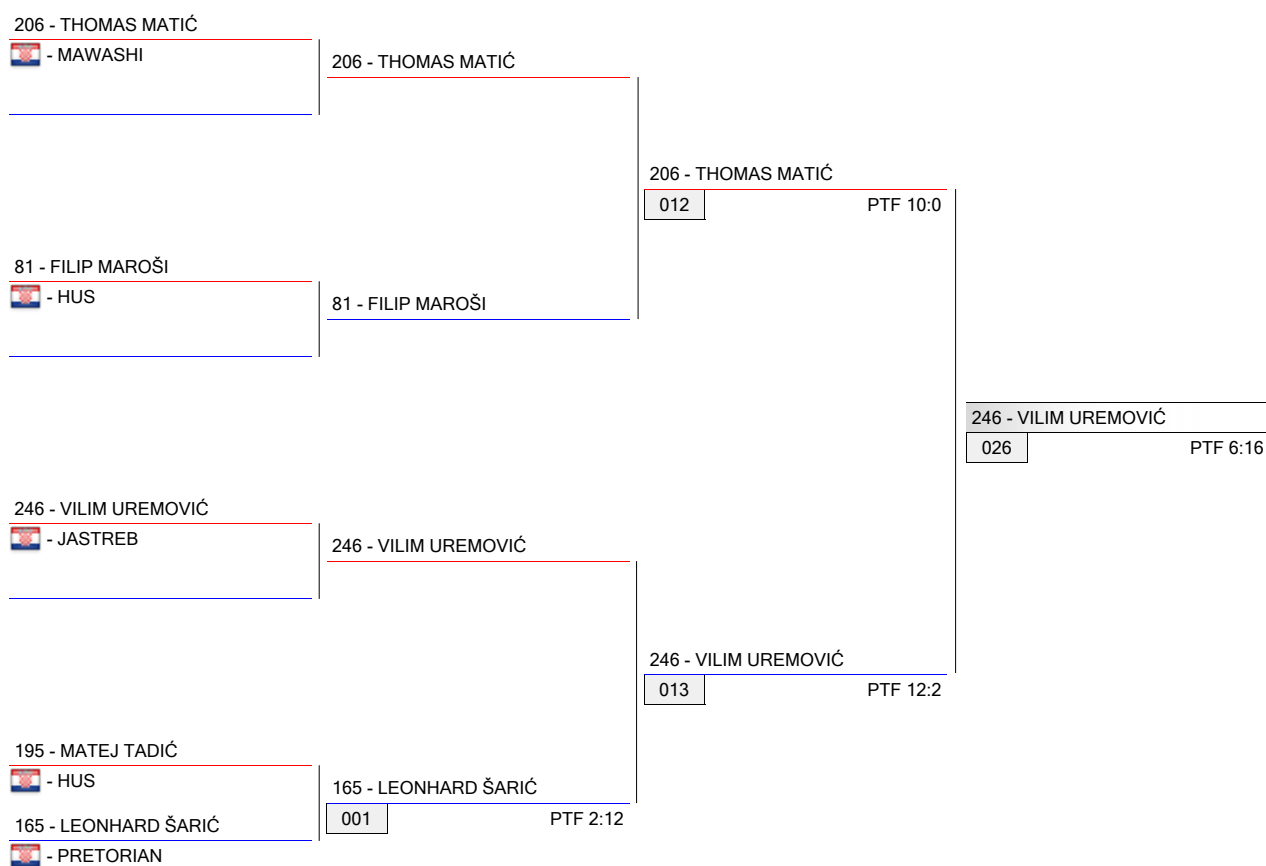 206 - THOMAS MATIĆ
- MAWASHI
206 - THOMAS MATIĆ
206 - THOMAS MATIĆ
012 PTF 10:0
81 - FILIP MAROŠI
- HUS
81 - FILIP MAROŠI
246 - VILIM UREMOVIĆ
026 PTF 6:16
246 - VILIM UREMOVIĆ
- JASTREB
246 - VILIM UREMOVIĆ
246 - VILIM UREMOVIĆ
013 PTF 12:2
195 - MATEJ TADIĆ
- HUS
165 - LEONHARD ŠARIĆ
001 PTF 2:12
165 - LEONHARD ŠARIĆ
- PRETORIAN